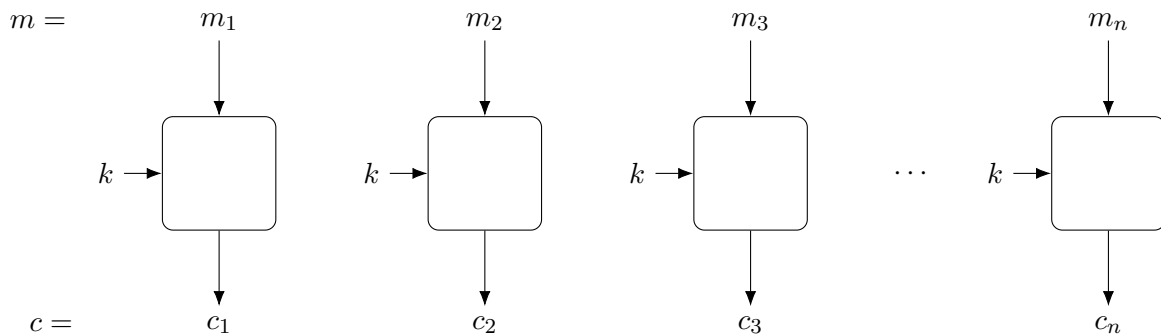 m = m₁ m₂ m₃ mₙ
k k k ⋯ k
c = c₁ c₂ c₃ cₙ